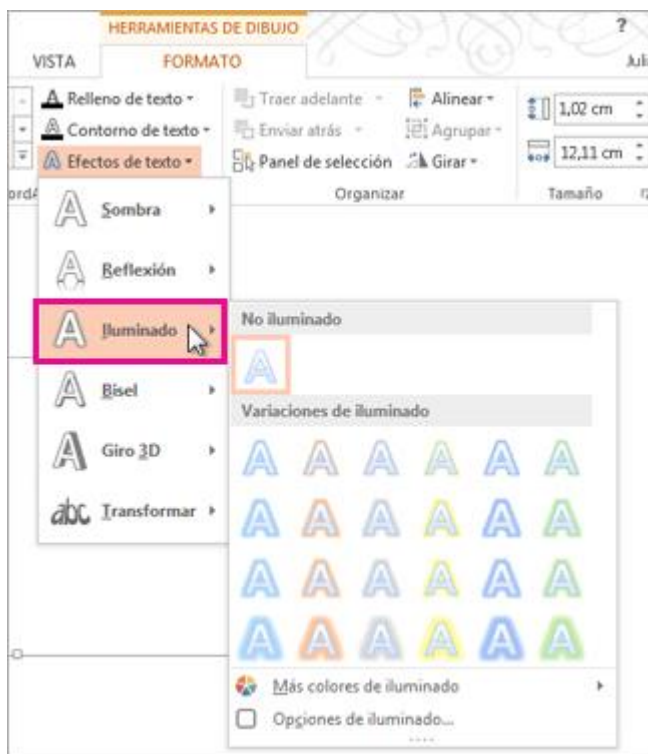 HERRAMIENTAS DE DIBUJO
?
VISTA
FORMATO
Relleno de texto
Traer adelante
Alinear
1,02 cm
Contorno de texto
Enviar atrás
Agrupar
Efectos de texto
Panel de selección
Girar
12,11 cm
Organizar
Tamaño
Sombra
Reflexión
Iluminado
No iluminado
Bisel
Variaciones de iluminado
Giro 3D
abc Transformar
Más colores de iluminado
Opciones de iluminado...